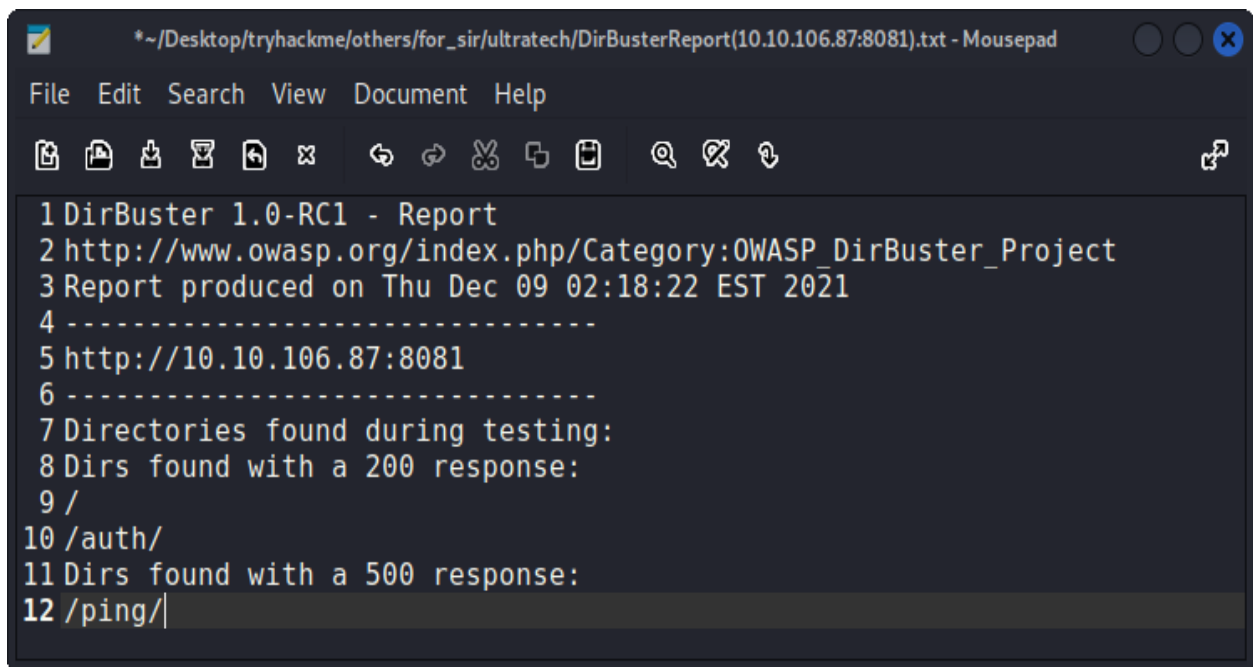 *~/Desktop/tryhackme/others/for_sir/ultratech/DirBusterReport(10.10.106.87:8081).txt - Mousepad
File Edit Search View Document Help
1 DirBuster 1.0-RC1 - Report
2 http://www.owasp.org/index.php/Category:OWASP_DirBuster_Project
3 Report produced on Thu Dec 09 02:18:22 EST 2021
4 --------------------------------
5 http://10.10.106.87:8081
6 --------------------------------
7 Directories found during testing:
8 Dirs found with a 200 response:
9 /
10 /auth/
11 Dirs found with a 500 response:
12 /ping/